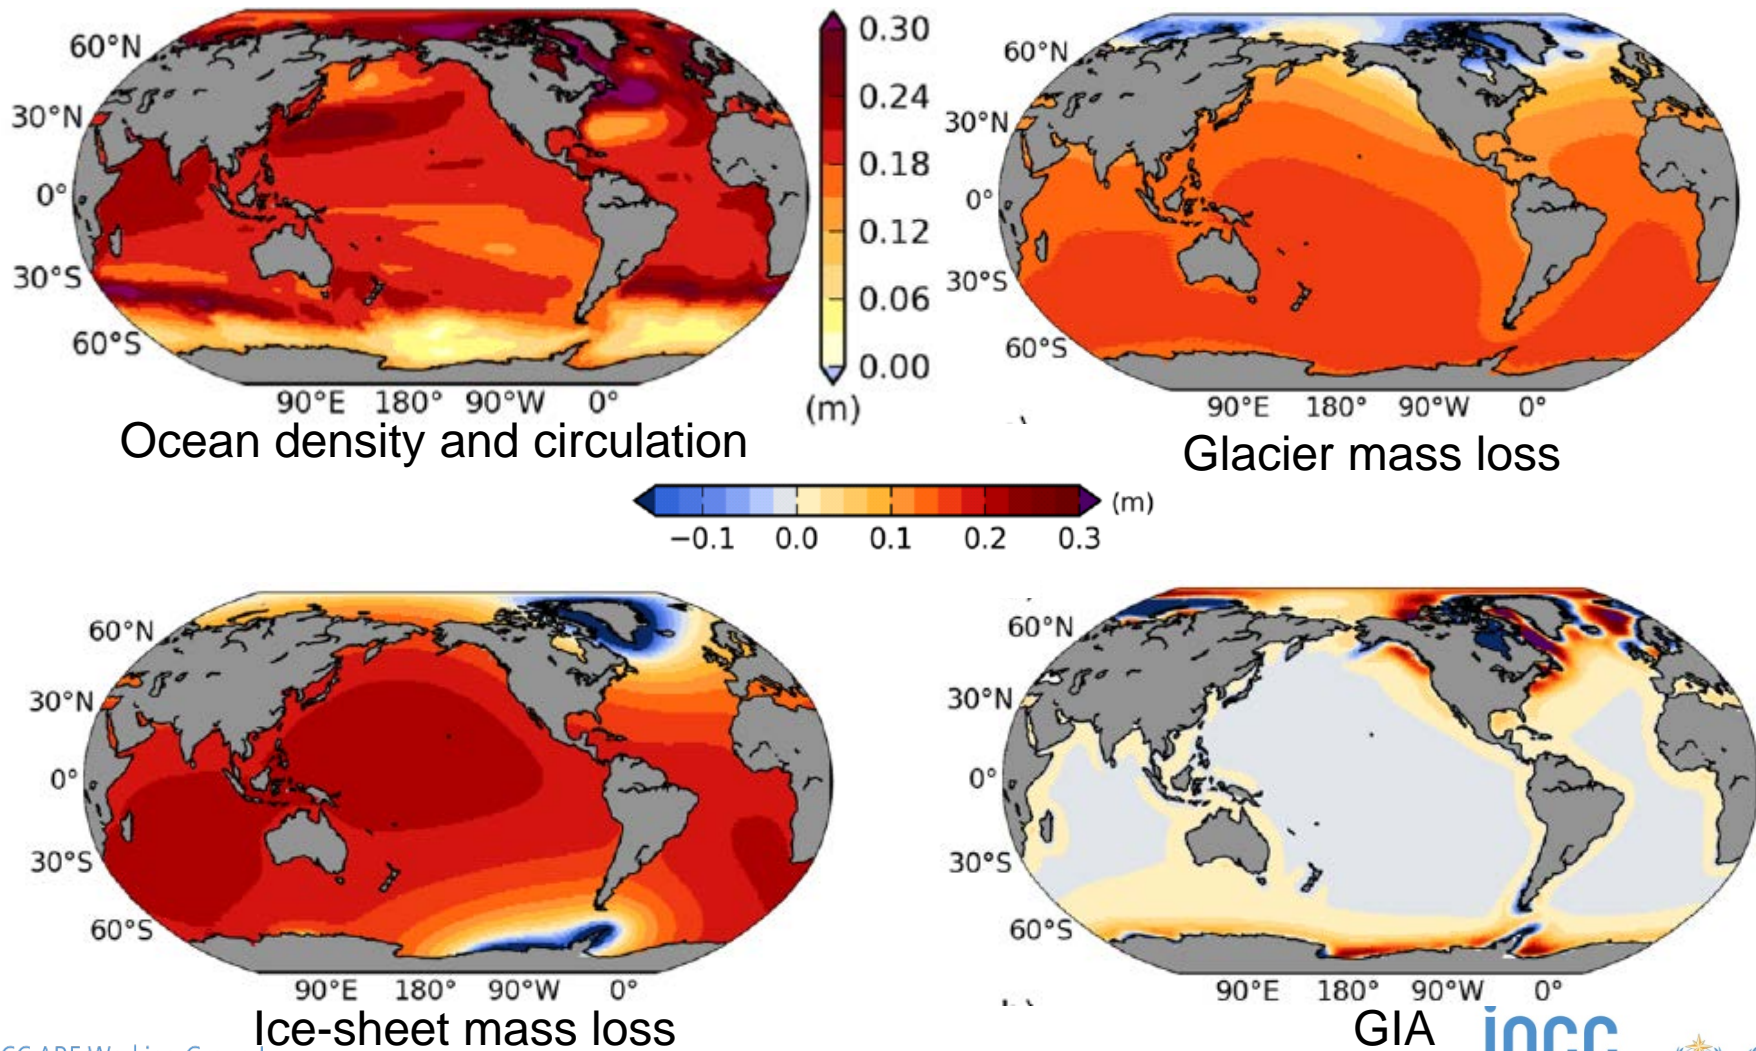 60°N
30°N
0°
30°S
60°S
90°E 180° 90°W 0°
0.30
0.24
0.18
0.12
0.06
0.00
(m)
Ocean density and circulation
60°N
30°N
0°
30°S
60°S
90°E 180° 90°W 0°
Glacier mass loss
−0.1 0.0 0.1 0.2 0.3 (m)
60°N
30°N
0°
30°S
60°S
90°E 180° 90°W 0°
Ice-sheet mass loss
60°N
30°N
0°
30°S
60°S
90°E 180° 90°W 0°
GIA